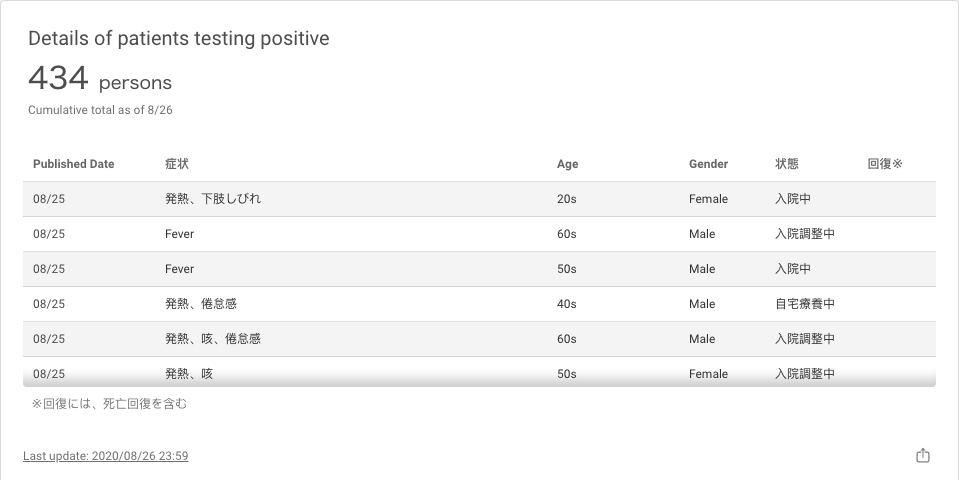 Details of patients testing positive
434 persons
Cumulative total as of 8/26
Published Date 症状 Age Gender 状態 回復※
08/25 発熱、下肢しびれ 20s Female 入院中
08/25 Fever 60s Male 入院調整中
08/25 Fever 50s Male 入院中
08/25 発熱、倦怠感 40s Male 自宅療養中
08/25 発熱、咳、倦怠感 60s Male 入院調整中
08/25 発熱、咳 50s Female 入院調整中
※回復には、死亡回復を含む
Last update: 2020/08/26 23:59